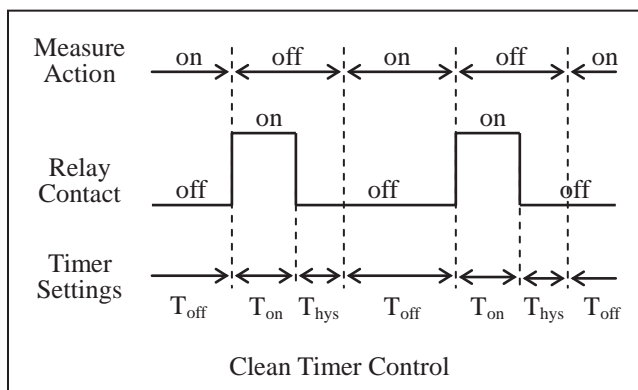 Measure
Action
on off on off on
on on
Relay
Contact
off off off
Timer
Settings
Toff Ton Thys Toff Ton Thys Toff
Clean Timer Control